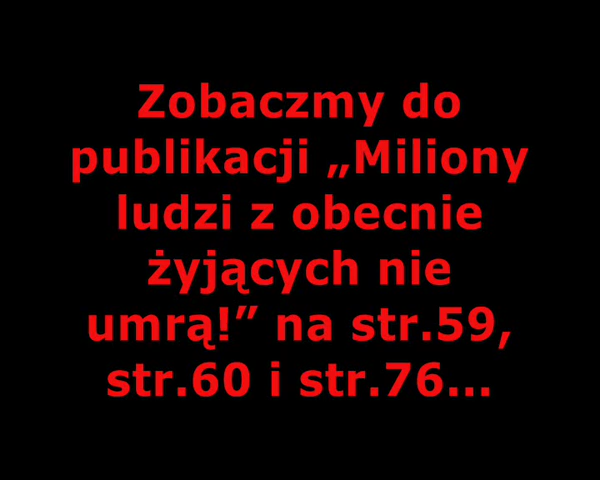 Zobaczmy do
publikacji „Miliony
ludzi z obecnie
żyjących nie
umrą!” na str.59,
str.60 i str.76...